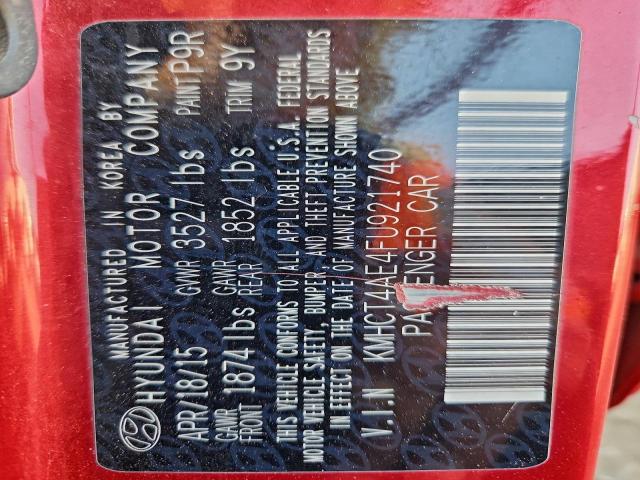 MANUFACTURED IN KOREA BY
HYUNDAI MOTOR COMPANY
APR/18/15 GVWR 3527 lbs PAINT P9R
GAWR FRONT 1874 lbs GAWR REAR 1852 lbs TRIM 9Y
THIS VEHICLE CONFORMS TO ALL APPLICABLE U.S.A. FEDERAL
MOTOR VEHICLE SAFETY, BUMPER AND THEFT PREVENTION STANDARDS
IN EFFECT ON THE DATE OF MANUFACTURE SHOWN ABOVE
V.I.N KMHCT4AE4FU921740
PASSENGER CAR